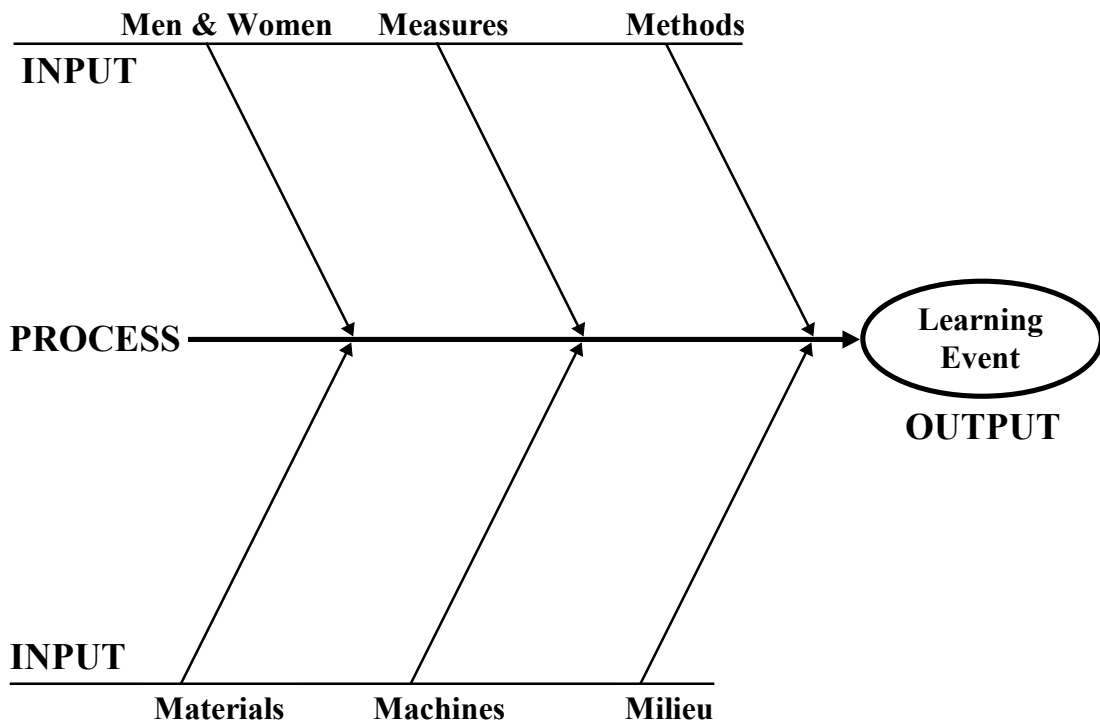 Men & Women Measures Methods
INPUT
PROCESS
Learning
Event
OUTPUT
INPUT
Materials Machines Milieu